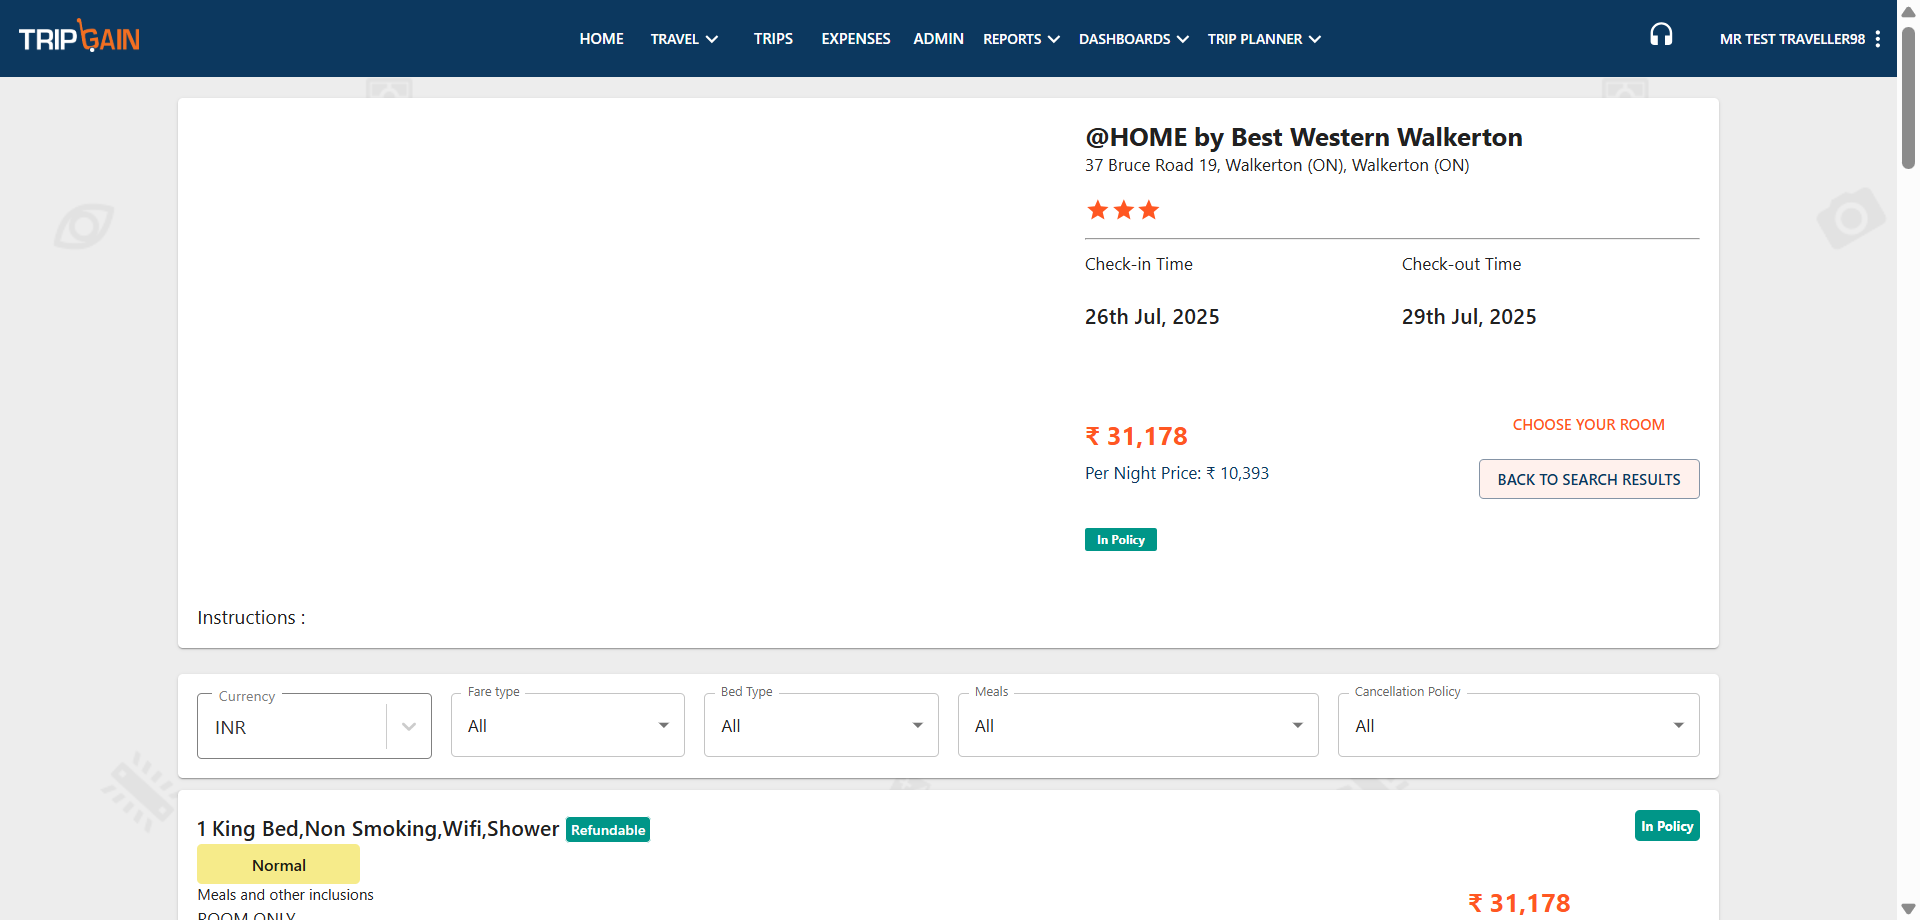 TRIPGAIN
HOME
TRAVEL
TRIPS
EXPENSES
ADMIN
REPORTS
DASHBOARDS
TRIP PLANNER
MR TEST TRAVELLER98
@HOME by Best Western Walkerton
37 Bruce Road 19, Walkerton (ON), Walkerton (ON)
Check-in Time
Check-out Time
26th Jul, 2025
29th Jul, 2025
₹ 31,178
CHOOSE YOUR ROOM
Per Night Price: ₹ 10,393
BACK TO SEARCH RESULTS
In Policy
Instructions :
Currency
INR
Fare type
All
Bed Type
All
Meals
All
Cancellation Policy
All
1 King Bed,Non Smoking,Wifi,Shower
Refundable
In Policy
Normal
Meals and other inclusions
₹ 31,178
ROOM ONLY